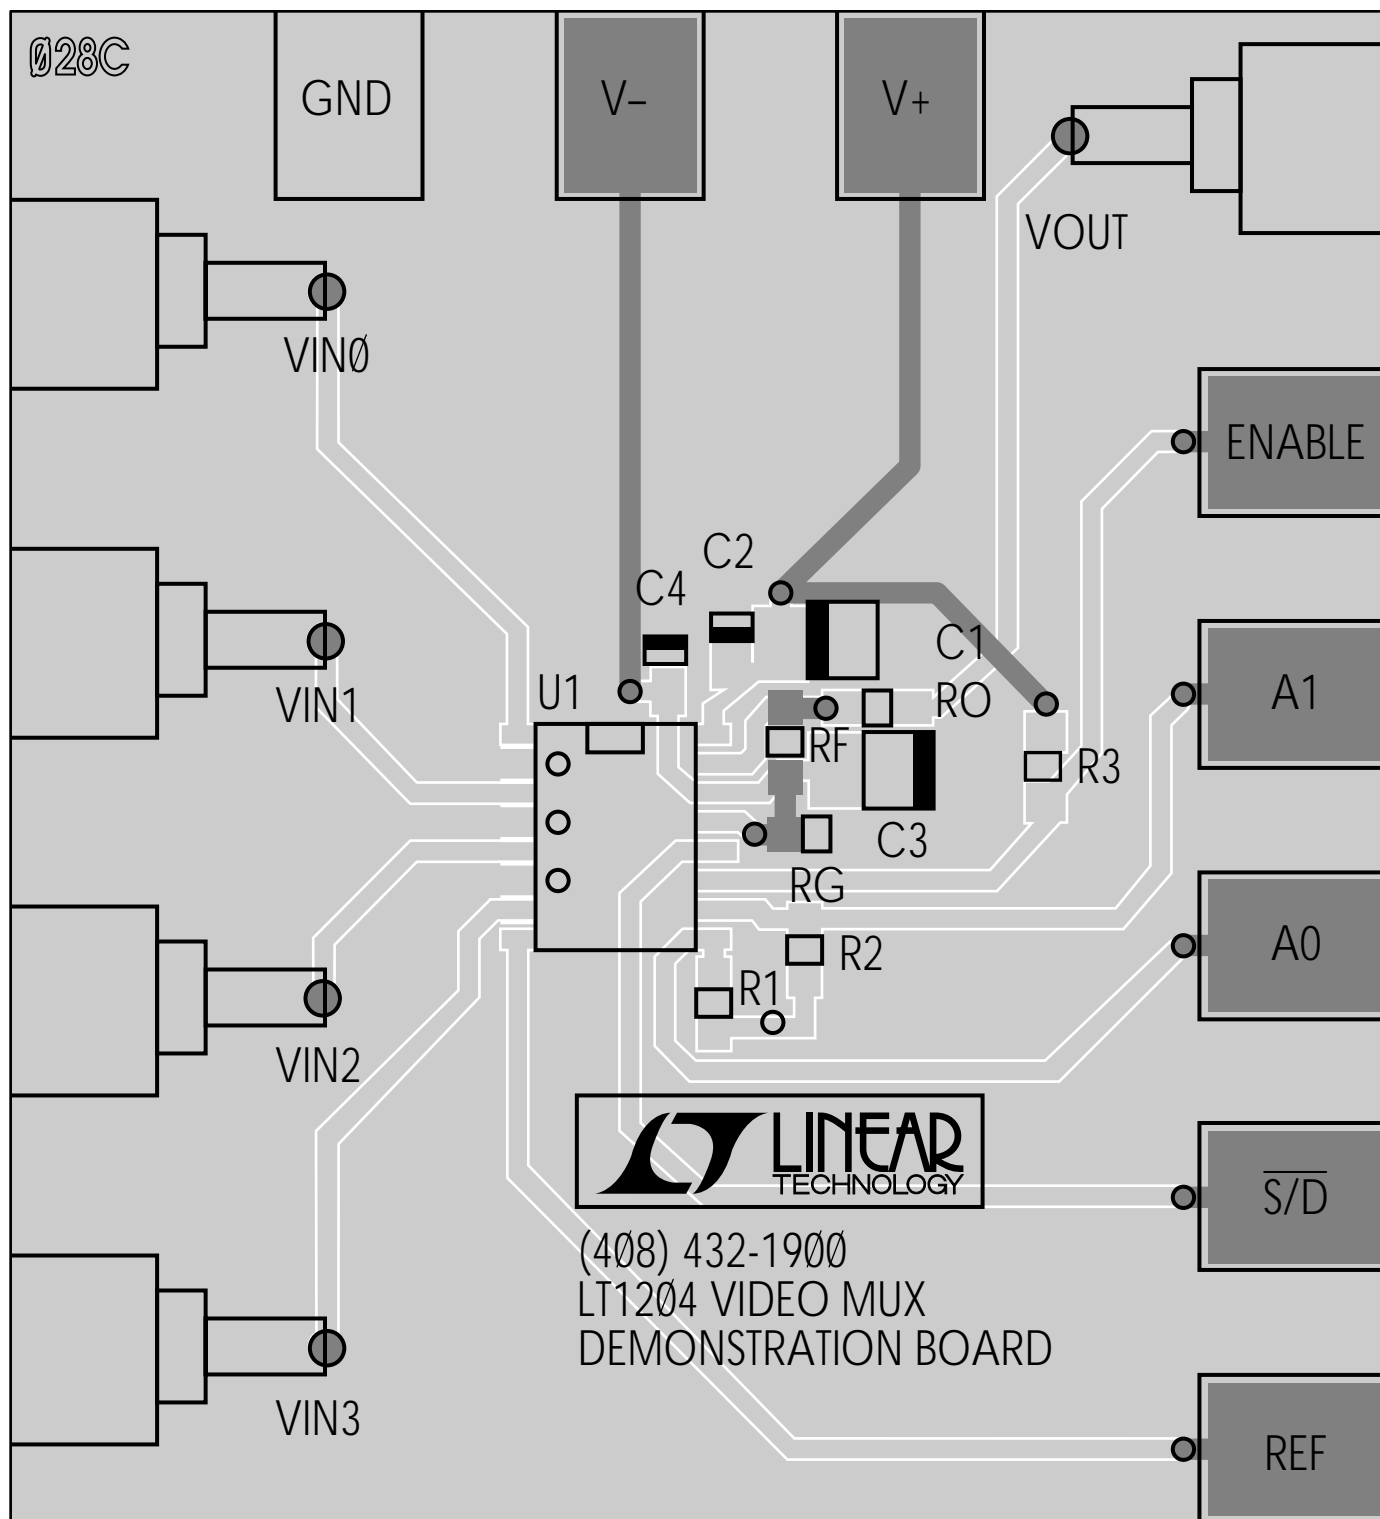 Ø28C
GND
V−
V+
VOUT
VINØ
ENABLE
C2
C4
C1
A1
U1
VIN1
RO
RF
R3
C3
RG
A0
R2
R1
VIN2
LINEAR
TECHNOLOGY
S/D
(4Ø8) 432-19ØØ
LT12Ø4 VIDEO MUX
DEMONSTRATION BOARD
VIN3
REF